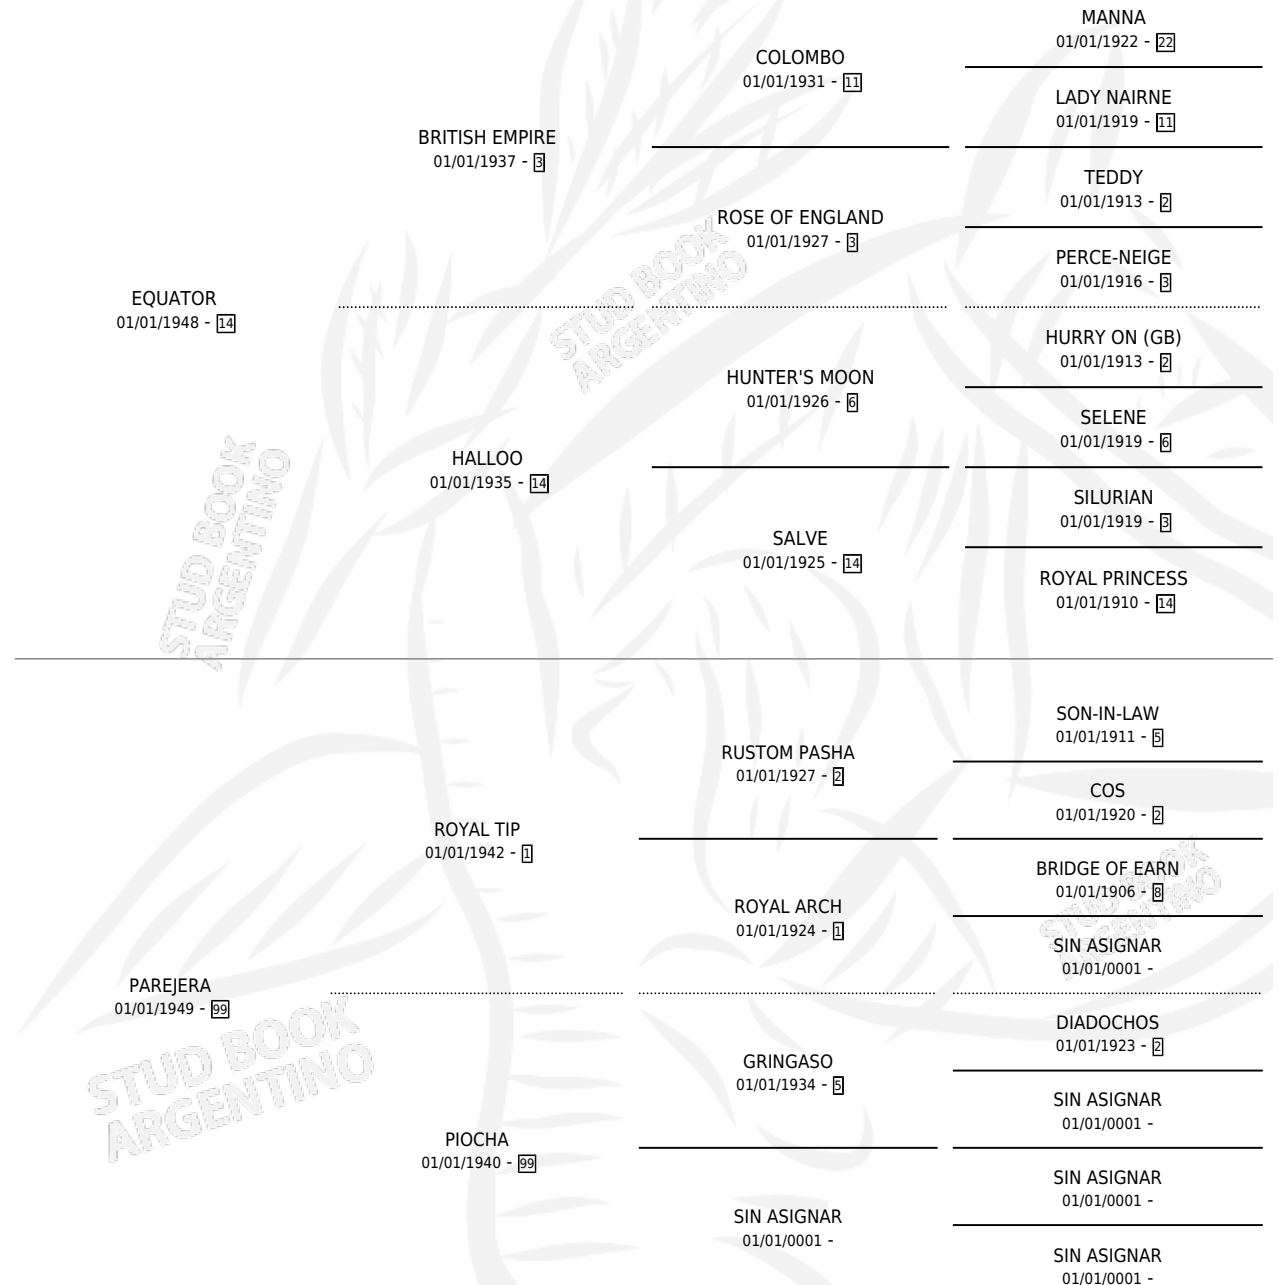 MANNA
01/01/1922 - 22
COLOMBO
01/01/1931 - 11
LADY NAIRNE
01/01/1919 - 11
BRITISH EMPIRE
01/01/1937 - 3
TEDDY
01/01/1913 - 2
ROSE OF ENGLAND
01/01/1927 - 3
PERCE-NEIGE
01/01/1916 - 3
EQUATOR
01/01/1948 - 14
HURRY ON (GB)
01/01/1913 - 2
HUNTER'S MOON
01/01/1926 - 6
SELENE
01/01/1919 - 6
HALLOO
01/01/1935 - 14
SILURIAN
01/01/1919 - 3
SALVE
01/01/1925 - 14
ROYAL PRINCESS
01/01/1910 - 14
STUD BOOK
ARGENTINO
STUD BOOK
ARGENTINO
SON-IN-LAW
01/01/1911 - 5
RUSTOM PASHA
01/01/1927 - 2
COS
01/01/1920 - 2
ROYAL TIP
01/01/1942 - 1
BRIDGE OF EARN
01/01/1906 - 8
ROYAL ARCH
01/01/1924 - 1
SIN ASIGNAR
01/01/0001 -
PAREJERA
01/01/1949 - 99
DIADOCHOS
01/01/1923 - 2
GRINGASO
01/01/1934 - 5
SIN ASIGNAR
01/01/0001 -
PIOCHA
01/01/1940 - 99
SIN ASIGNAR
01/01/0001 -
SIN ASIGNAR
01/01/0001 -
SIN ASIGNAR
01/01/0001 -
STUD BOOK
ARGENTINO
STUD BOOK
ARGENTINO